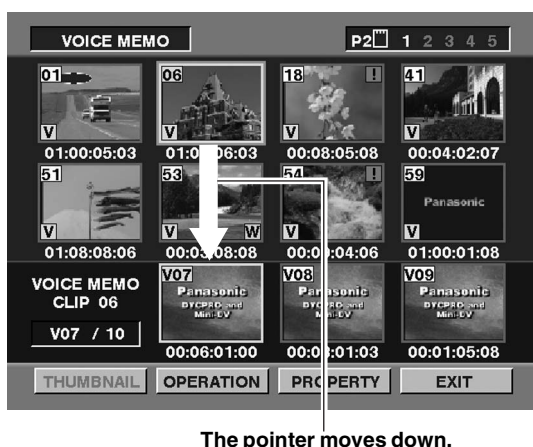 VOICE MEMO
P2 1 2 3 4 5
01 06 18 ! 41
V V V V
01:00:05:03 01:0 06:03 00:08:05:08 00:04:02:07
51 53 54 ! 59
Panasonic
V V W V
01:08:08:06 00:0 :08:08 00: 0:04:06 01:00:01:08
VOICE MEMO
CLIP 06
V07 / 10
V07 V08 V09
Panasonic Panasonic Panasonic
DVCPRO and DVCPRO and DVCPRO and
Mini-DV Mini-DV Mini-DV
00:06:01:00 00:0 :01:03 00:01:05:08
THUMBNAIL OPERATION PROPERTY EXIT
The pointer moves down.